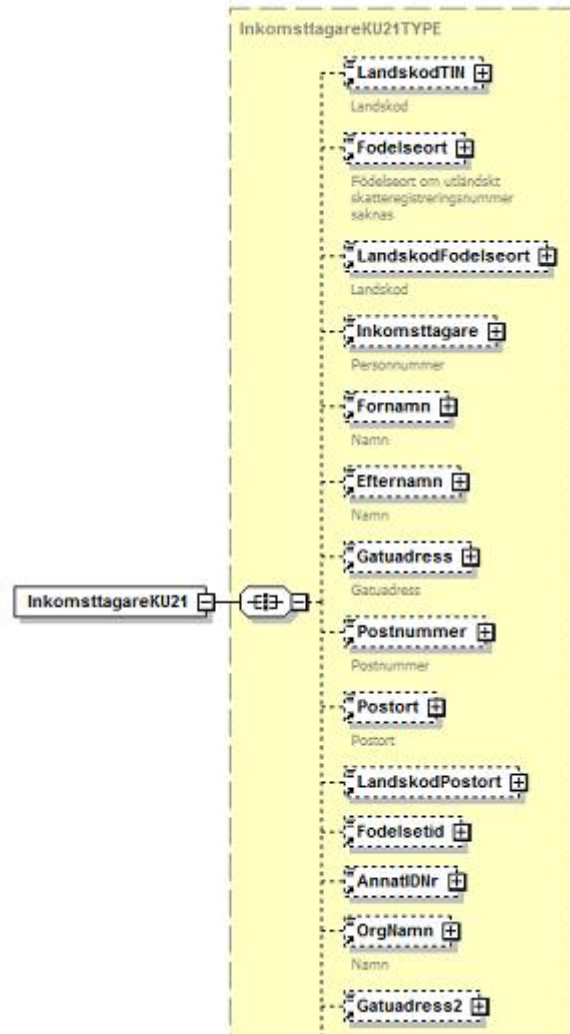 InkomsttagareKU21TYPE
LandskodTIN
Landskod
Fodelseort
Födelseort om utländskt
skatteregistreringsnummer
saknas
LandskodFodelseort
Landskod
Inkomsttagare
Personnummer
Fornamn
Namn
Efternamn
Namn
Gatuadress
Gatuadress
InkomsttagareKU21
Postnummer
Postnummer
Postort
Postort
LandskodPostort
Fodelsetid
AnnatIDNr
OrgNamn
Namn
Gatuadress2